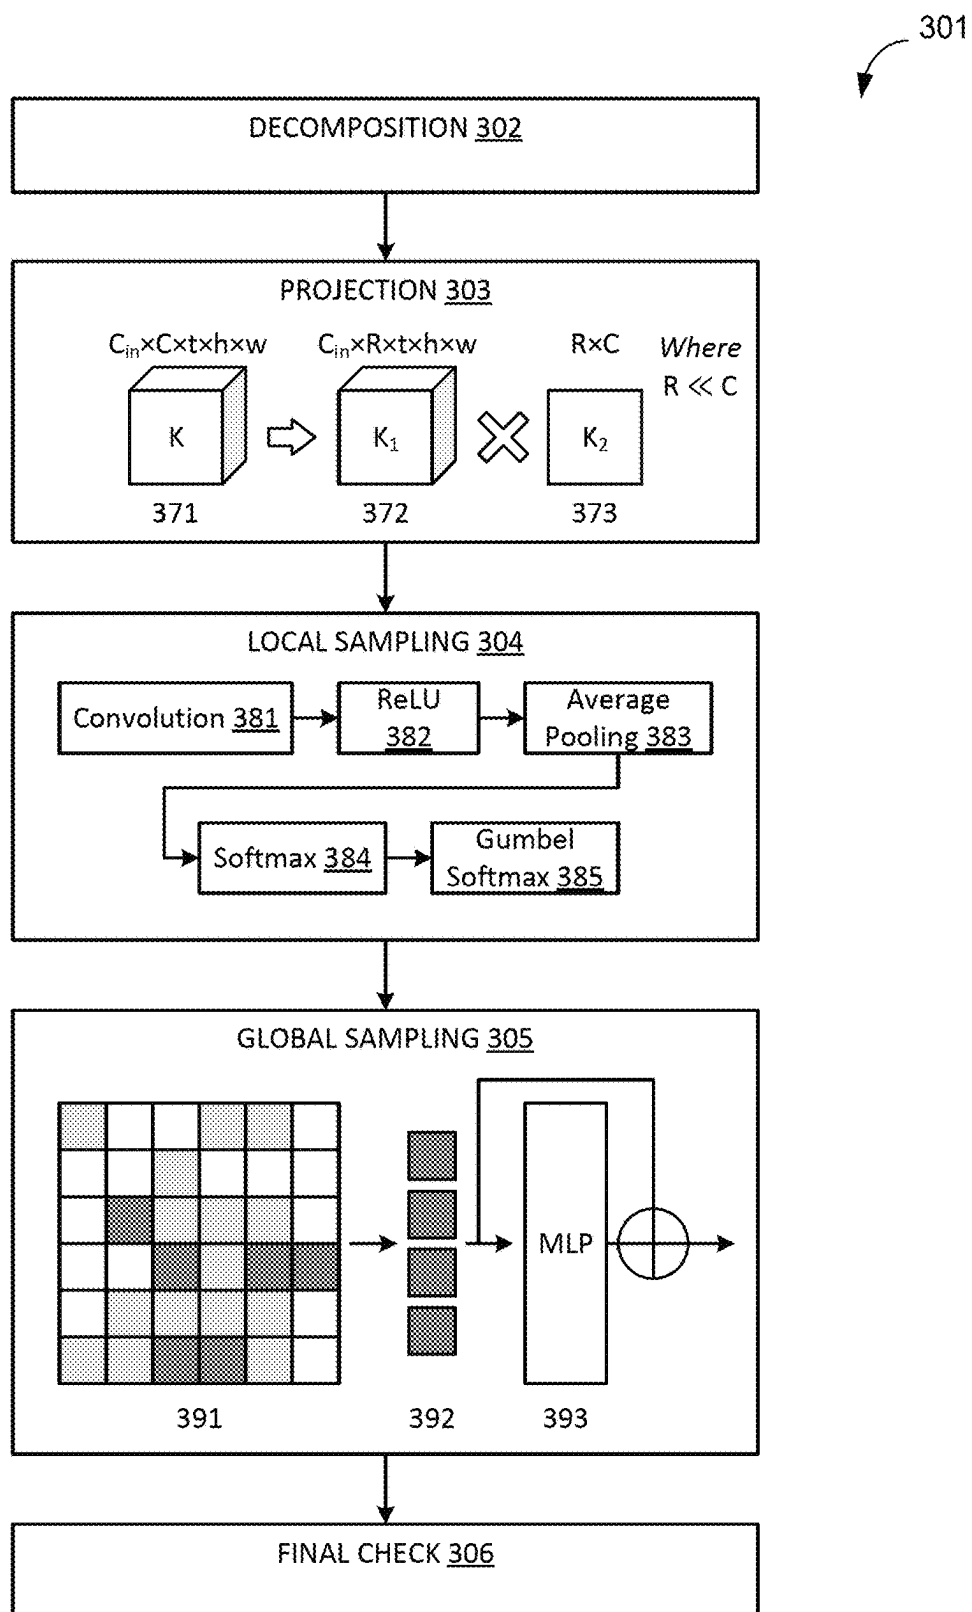 301
DECOMPOSITION 302
PROJECTION 303
Cin×C×t×h×w
Cin×R×t×h×w
R×C
Where
R ≪ C
K
K1
K2
371
372
373
LOCAL SAMPLING 304
Convolution 381
ReLU
382
Average
Pooling 383
Softmax 384
Gumbel
Softmax 385
GLOBAL SAMPLING 305
MLP
391
392
393
FINAL CHECK 306